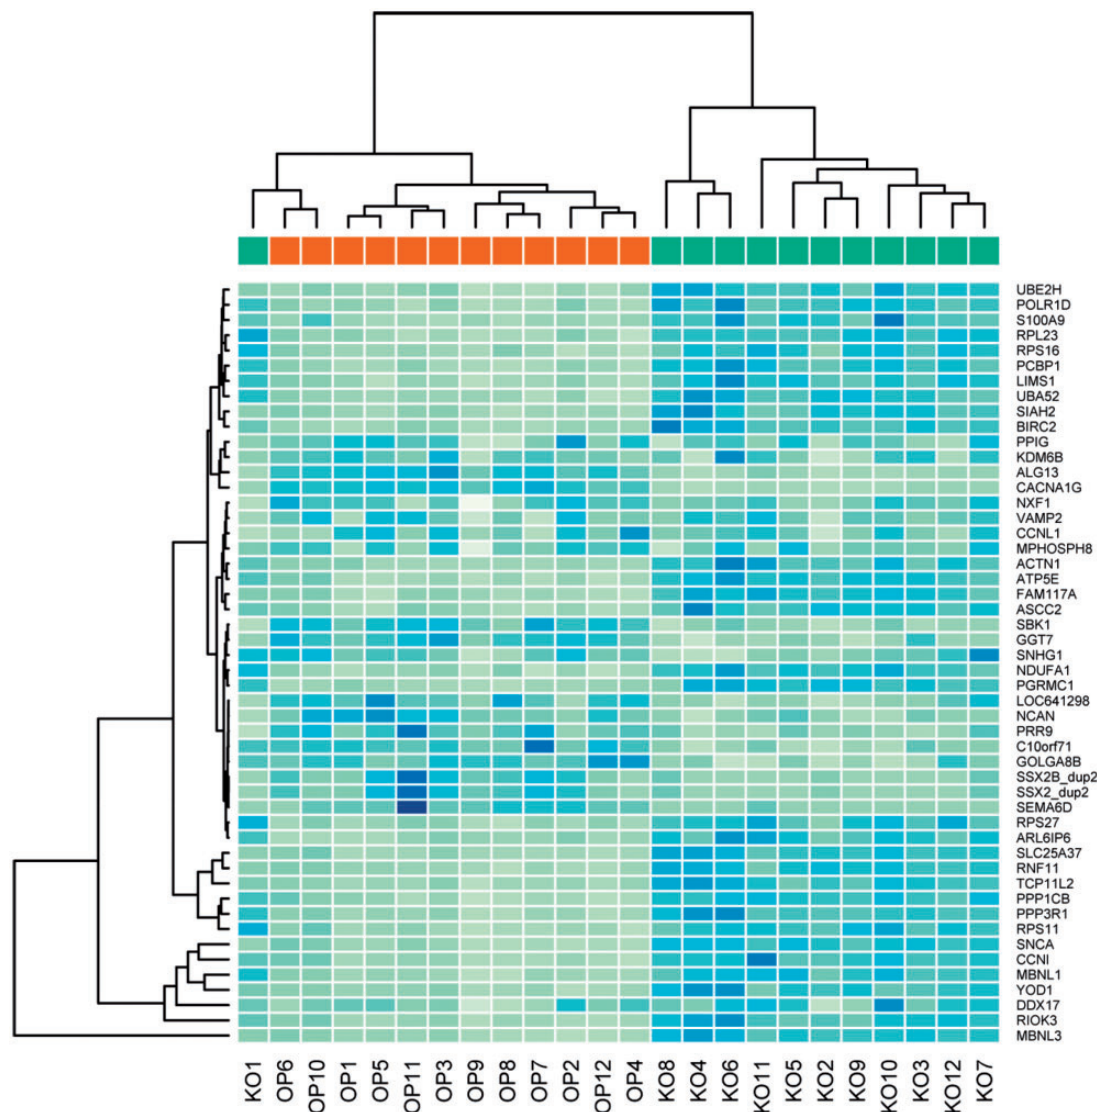 UBE2H
POLR1D
S100A9
RPL23
RPS16
PCBP1
LIMS1
UBA52
SIAH2
BIRC2
PPIG
KDM6B
ALG13
CACNA1G
NXF1
VAMP2
CCNL1
MPHOSPH8
ACTN1
ATP5E
FAM117A
ASCC2
SBK1
GGT7
SNHG1
NDUFA1
PGRMC1
LOC641298
NCAN
PRR9
C10orf71
GOLGA8B
SSX2B_dup2
SSX2_dup2
SEMA6D
RPS27
ARL6IP6
SLC25A37
RNF11
TCP11L2
PPP1CB
PPP3R1
RPS11
SNCA
CCNI
MBNL1
YOD1
DDX17
RIOK3
MBNL3
KO1 OP6 OP10 OP1 OP5 OP11 OP3 OP9 OP8 OP7 OP2 OP12 OP4 KO8 KO4 KO6 KO11 KO5 KO2 KO9 KO10 KO3 KO12 KO7